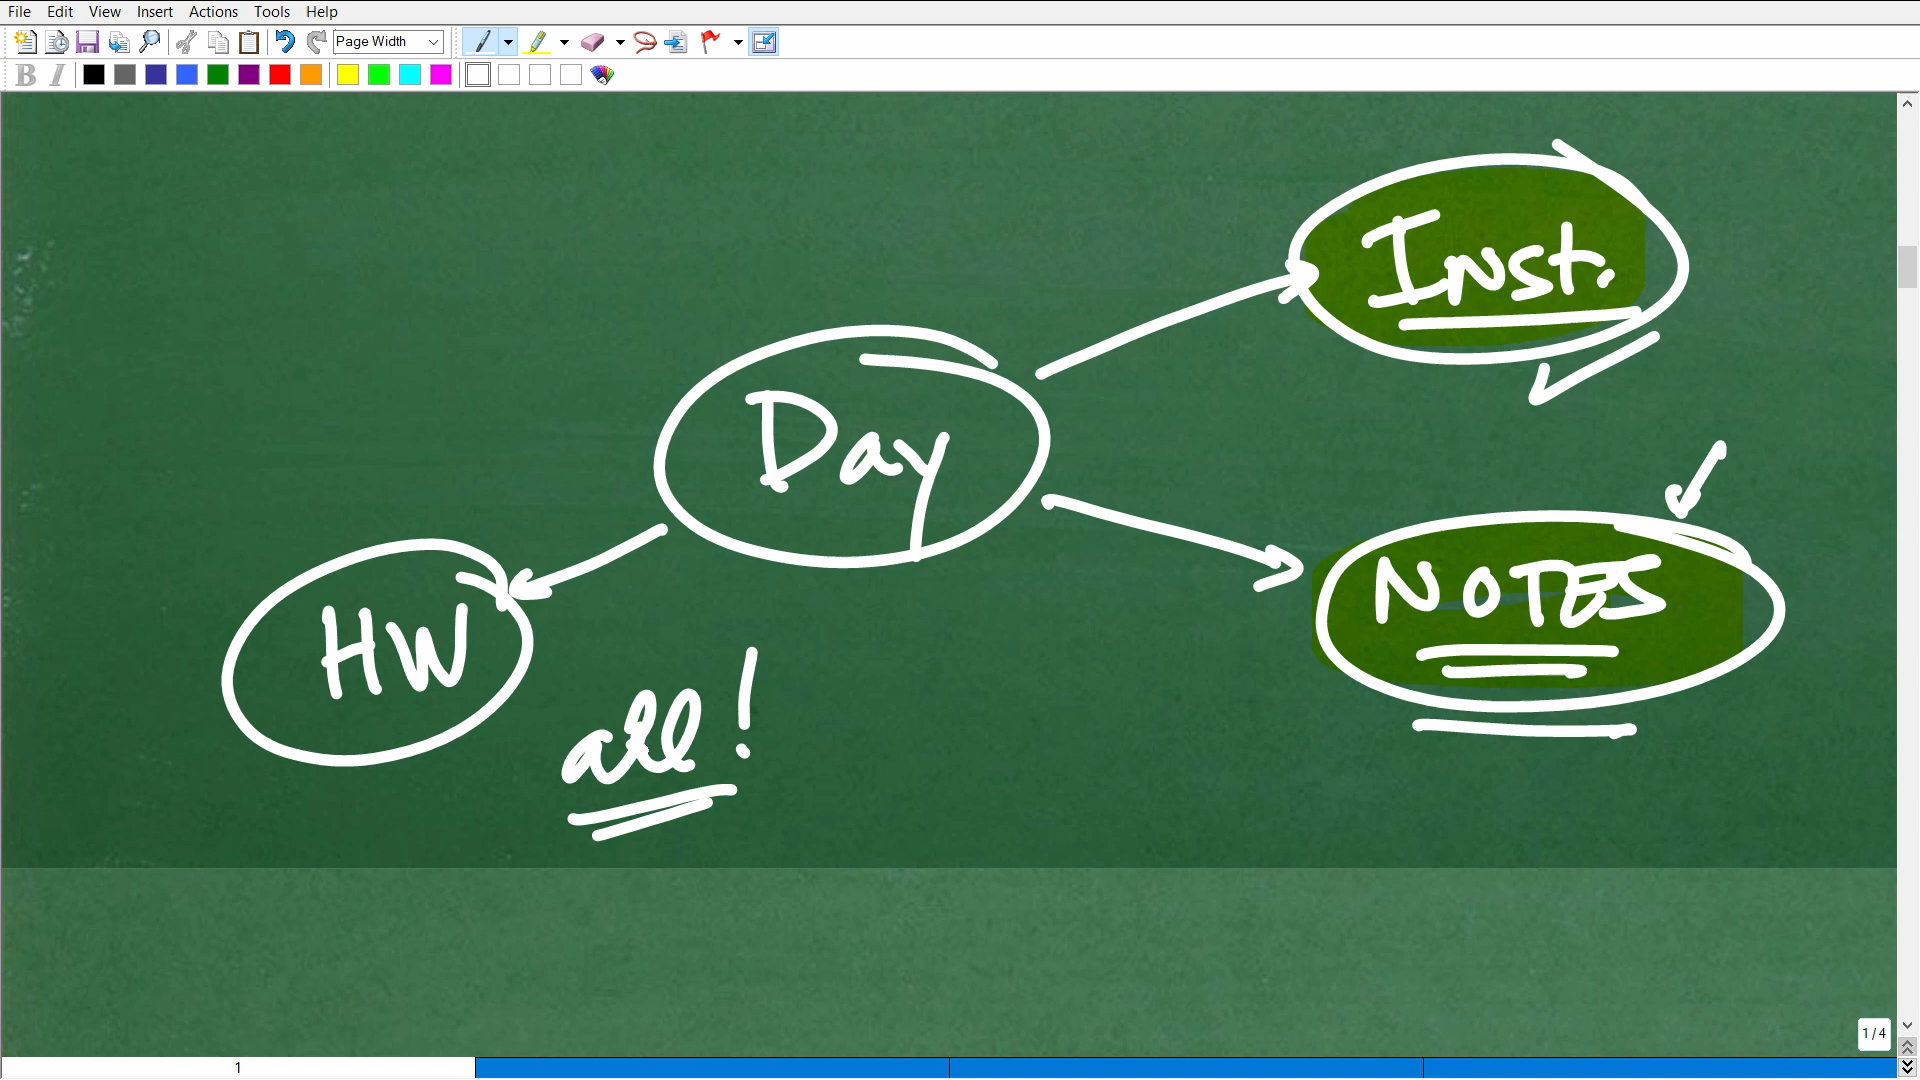 File Edit View Insert Actions Tools Help
Page Width
B I
Inst.
Day
NOTES
HW
all!
1 / 4
1